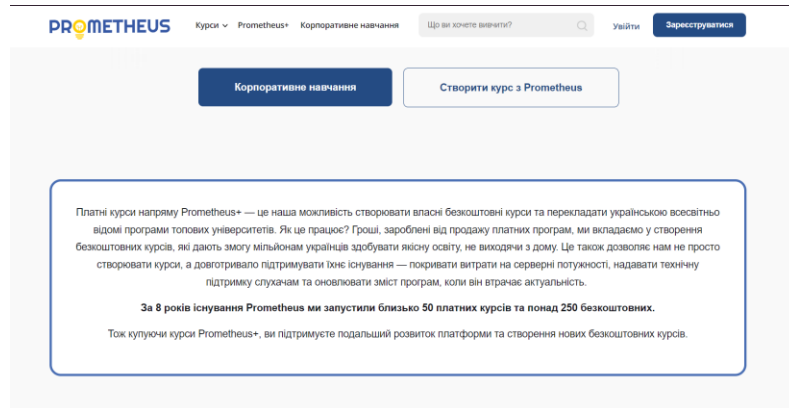 PROMETHEUS Курси Prometheus+ Корпоративне навчання Що ви хочете вивчити? Увійти Зареєструватися
Корпоративне навчання Створити курс з Prometheus
Платні курси напряму Prometheus+ — це наша можливість створювати власні безкоштовні курси та перекладати українською всесвітньо
відомі програми топових університетів. Як це працює? Гроші, зароблені від продажу платних програм, ми вкладаємо у створення
безкоштовних курсів, які дають змогу мільйонам українців здобувати якісну освіту, не виходячи з дому. Це також дозволяє нам не просто
створювати курси, а довготривало підтримувати їхнє існування — покривати витрати на серверні потужності, надавати технічну
підтримку слухачам та оновлювати зміст програм, коли він втрачає актуальність.
За 8 років існування Prometheus ми запустили близько 50 платних курсів та понад 250 безкоштовних.
Тож купуючи курси Prometheus+, ви підтримуєте подальший розвиток платформи та створення нових безкоштовних курсів.